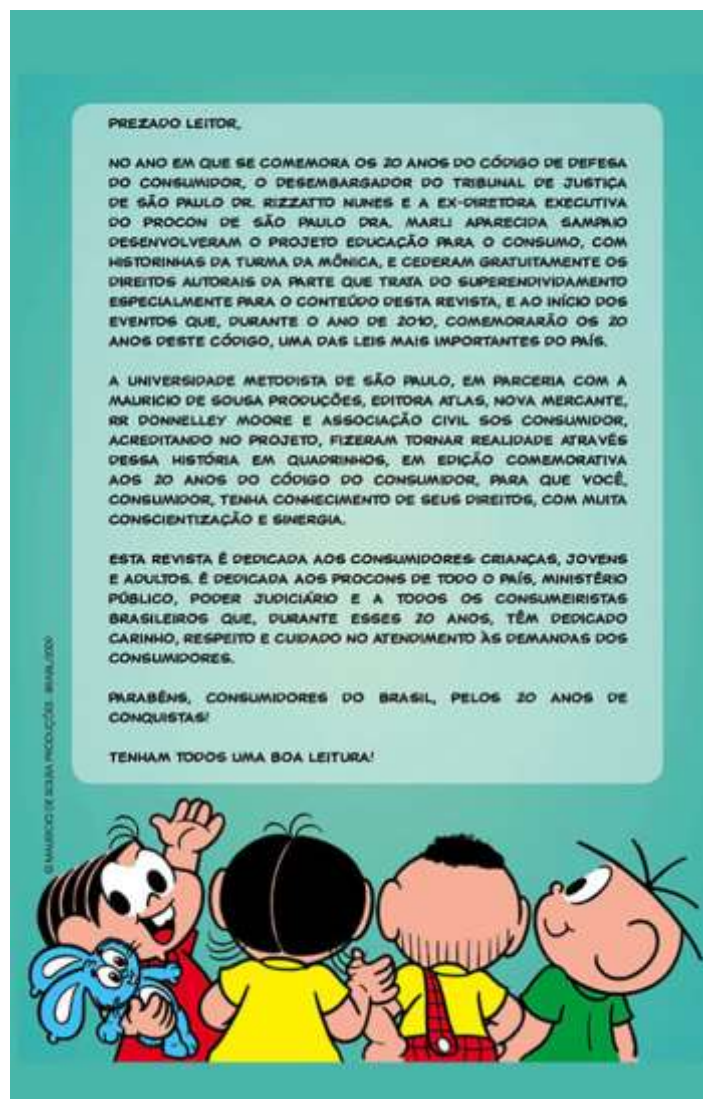 PREZADO LEITOR,
NO ANO EM QUE SE COMEMORA OS 20 ANOS DO CÓDIGO DE DEFESA
DO CONSUMIDOR, O DESEMBARGADOR DO TRIBUNAL DE JUSTIÇA
DE SÃO PAULO DR. RIZZATTO NUNES E A EX-DIRETORA EXECUTIVA
DO PROCON DE SÃO PAULO DRA. MARLI APARECIDA SAMPAIO
DESENVOLVERAM O PROJETO EDUCAÇÃO PARA O CONSUMO, COM
HISTORINHAS DA TURMA DA MÔNICA, E CEDERAM GRATUITAMENTE OS
DIREITOS AUTORAIS DA PARTE QUE TRATA DO SUPERENDIVIDAMENTO
ESPECIALMENTE PARA O CONTEÚDO DESTA REVISTA, E AO INÍCIO DOS
EVENTOS QUE, DURANTE O ANO DE 2010, COMEMORARÃO OS 20
ANOS DESTE CÓDIGO, UMA DAS LEIS MAIS IMPORTANTES DO PAÍS.
A UNIVERSIDADE METODISTA DE SÃO PAULO, EM PARCERIA COM A
MAURICIO DE SOUSA PRODUÇÕES, EDITORA ATLAS, NOVA MERCANTE,
RR DONNELLEY MOORE E ASSOCIAÇÃO CIVIL SOS CONSUMIDOR,
ACREDITANDO NO PROJETO, FIZERAM TORNAR REALIDADE ATRAVÉS
DESSA HISTÓRIA EM QUADRINHOS, EM EDIÇÃO COMEMORATIVA
AOS 20 ANOS DO CÓDIGO DO CONSUMIDOR, PARA QUE VOCÊ,
CONSUMIDOR, TENHA CONHECIMENTO DE SEUS DIREITOS, COM MUITA
CONSCIENTIZAÇÃO E SINERGIA.
ESTA REVISTA É DEDICADA AOS CONSUMIDORES: CRIANÇAS, JOVENS
E ADULTOS. É DEDICADA AOS PROCONS DE TODO O PAÍS, MINISTÉRIO
PÚBLICO, PODER JUDICIÁRIO E A TODOS OS CONSUMEIRISTAS
BRASILEIROS QUE, DURANTE ESSES 20 ANOS, TÊM DEDICADO
CARINHO, RESPEITO E CUIDADO NO ATENDIMENTO ÀS DEMANDAS DOS
CONSUMIDORES.
PARABÉNS, CONSUMIDORES DO BRASIL, PELOS 20 ANOS DE
CONQUISTAS!
TENHAM TODOS UMA BOA LEITURA!
© MAURICIO DE SOUSA PRODUÇÕES - BRASIL/2009